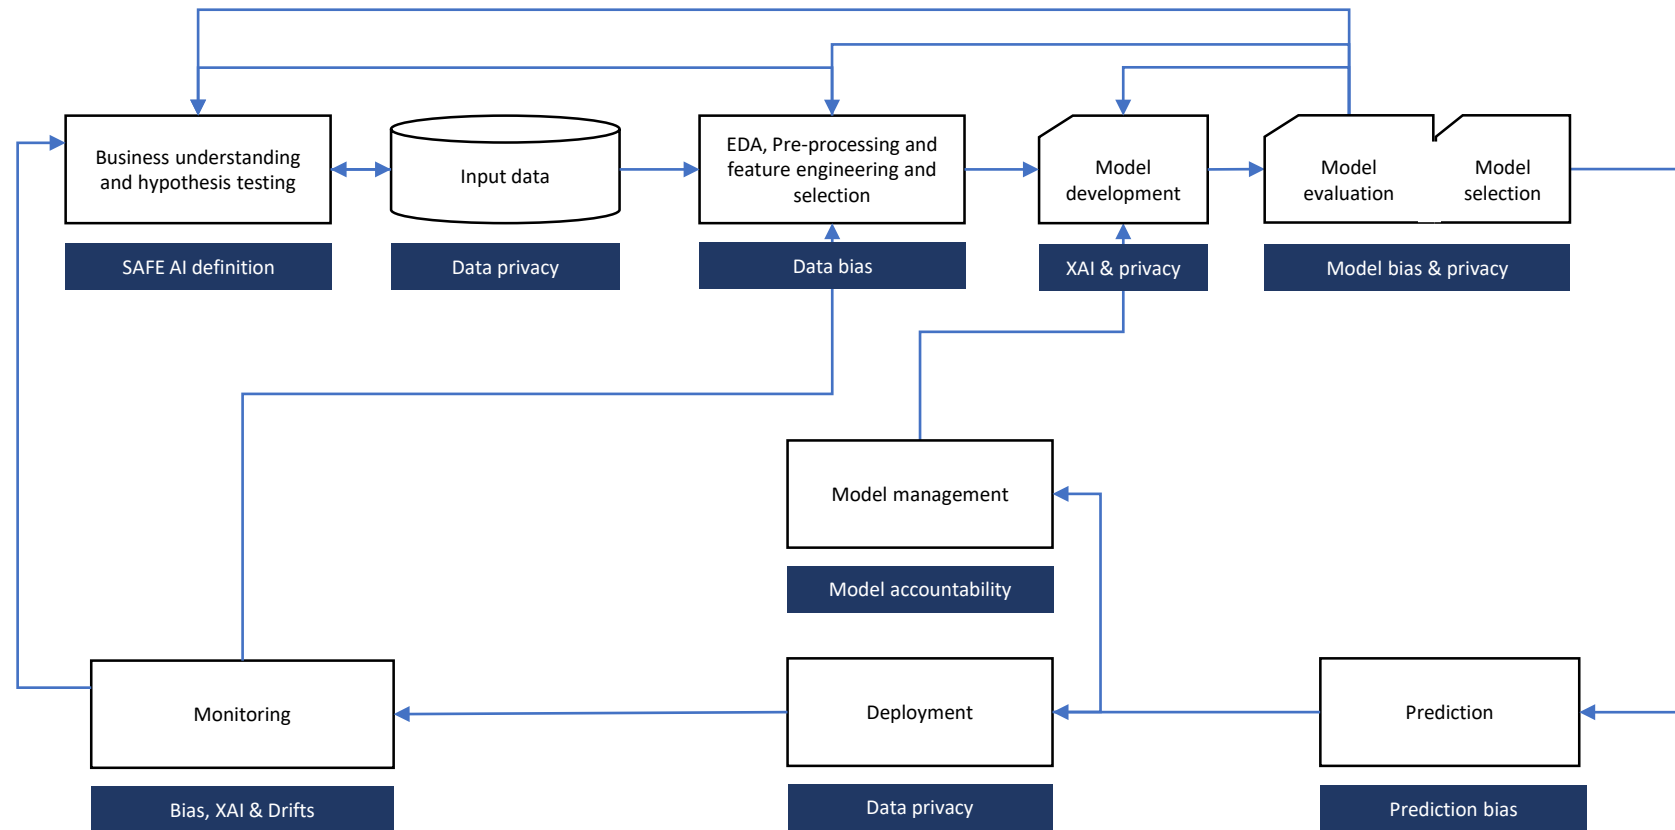 Business understanding
and hypothesis testing
Input data
EDA, Pre-processing and
feature engineering and
selection
Model
development
Model
evaluation
Model
selection
SAFE AI definition
Data privacy
Data bias
XAI & privacy
Model bias & privacy
Model management
Model accountability
Monitoring
Deployment
Prediction
Bias, XAI & Drifts
Data privacy
Prediction bias